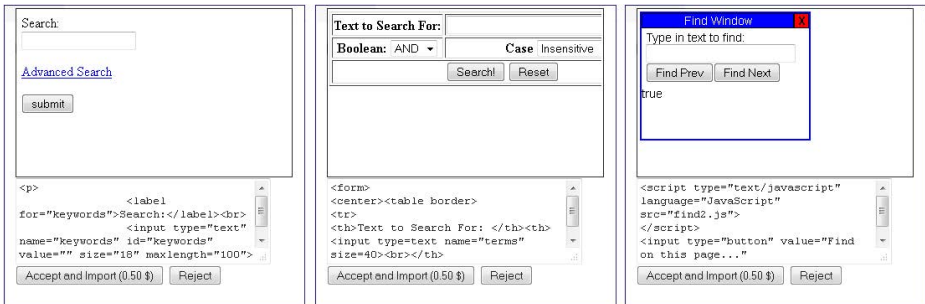 Search:
Advanced Search
submit
<p>
<label
for="keywords">Search:</label><br>
<input type="text"
name="keywords" id="keywords"
value="" size="18" maxlength="100">
Accept and Import (0.50 $) Reject
Text to Search For:
Boolean: AND Case Insensitive
Search! Reset
<form>
<center><table border>
<tr>
<th>Text to Search For: </th><th>
<input type=text name="terms"
size=40><br></th>
Accept and Import (0.50 $) Reject
Find Window X
Type in text to find:
Find Prev Find Next
true
<script type="text/javascript"
language="JavaScript"
src="find2.js">
</script>
<input type="button" value="Find
on this page..."
Accept and Import (0.50 $) Reject